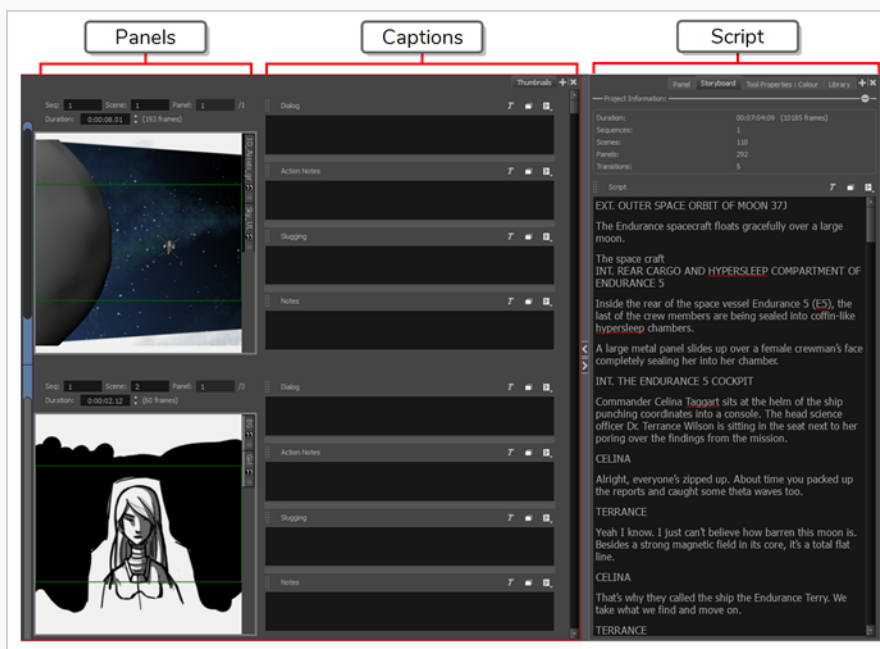 Panels
Captions
Script
Thumbnails
Panel Storyboard Tool Properties : Colour Library
Seq: 1 Scene: 1 Panel: 1 /1
Duration: 0:00:08.01 (193 frames)
Dialog
Action Notes
Slugging
Notes
Seq: 1 Scene: 2 Panel: 1 /3
Duration: 0:00:02.12 (60 frames)
BG
Girl
Dialog
Action Notes
Slugging
Notes
Project Information:
Duration: 00:07:04:09 (10185 frames)
Sequences: 1
Scenes: 110
Panels: 292
Transitions: 5
Script
EXT. OUTER SPACE ORBIT OF MOON 37J
The Endurance spacecraft floats gracefully over a large
moon.
The space craft
INT. REAR CARGO AND HYPERSLEEP COMPARTMENT OF
ENDURANCE 5
Inside the rear of the space vessel Endurance 5 (E5), the
last of the crew members are being sealed into coffin-like
hypersleep chambers.
A large metal panel slides up over a female crewman's face
completely sealing her into her chamber.
INT. THE ENDURANCE 5 COCKPIT
Commander Celina Taggart sits at the helm of the ship
punching coordinates into a console. The head science
officer Dr. Terrance Wilson is sitting in the seat next to her
poring over the findings from the mission.
CELINA
Alright, everyone's zipped up. About time you packed up
the reports and caught some theta waves too.
TERRANCE
Yeah I know. I just can't believe how barren this moon is.
Besides a strong magnetic field in its core, it's a total flat
line.
CELINA
That's why they called the ship the Endurance Terry. We
take what we find and move on.
TERRANCE